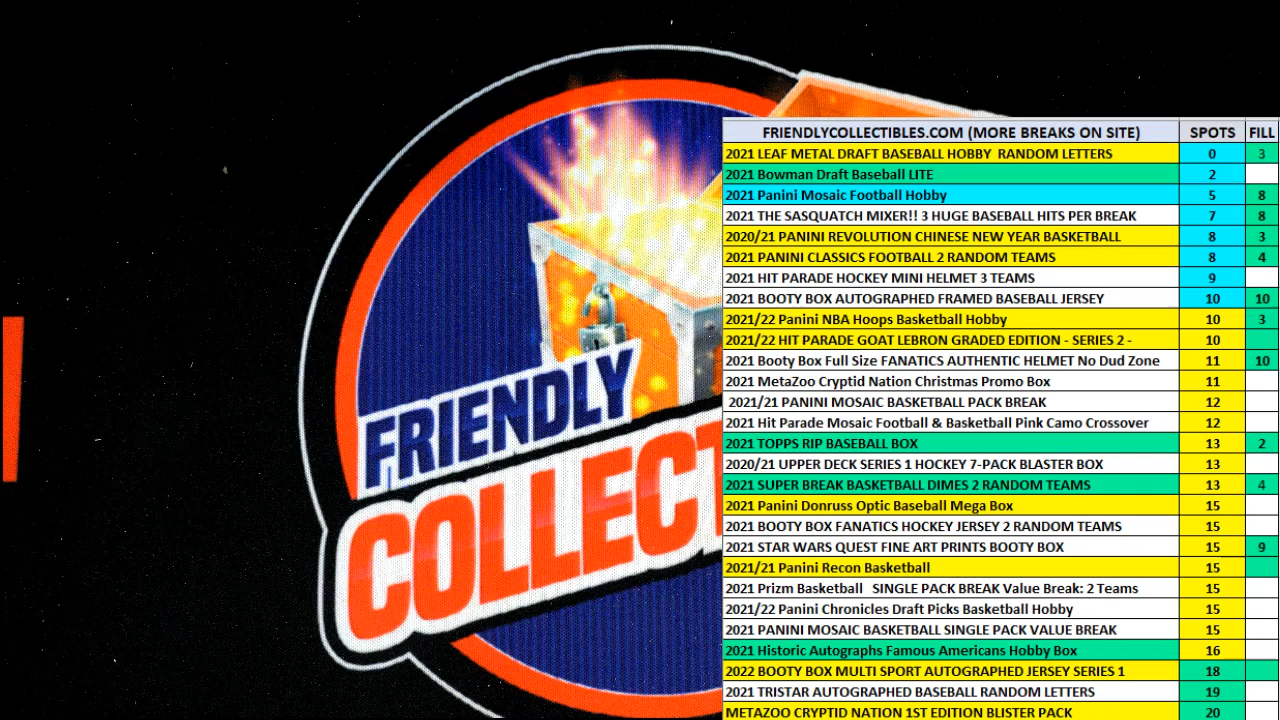 FRIENDLY
COLLECT
FRIENDLYCOLLECTIBLES.COM (MORE BREAKS ON SITE) SPOTS FILL
2021 LEAF METAL DRAFT BASEBALL HOBBY RANDOM LETTERS 0 3
2021 Bowman Draft Baseball LITE 2
2021 Panini Mosaic Football Hobby 5 8
2021 THE SASQUATCH MIXER!! 3 HUGE BASEBALL HITS PER BREAK 7 8
2020/21 PANINI REVOLUTION CHINESE NEW YEAR BASKETBALL 8 3
2021 PANINI CLASSICS FOOTBALL 2 RANDOM TEAMS 8 4
2021 HIT PARADE HOCKEY MINI HELMET 3 TEAMS 9
2021 BOOTY BOX AUTOGRAPHED FRAMED BASEBALL JERSEY 10 10
2021/22 Panini NBA Hoops Basketball Hobby 10 3
2021/22 HIT PARADE GOAT LEBRON GRADED EDITION - SERIES 2 - 10
2021 Booty Box Full Size FANATICS AUTHENTIC HELMET No Dud Zone 11 10
2021 MetaZoo Cryptid Nation Christmas Promo Box 11
2021/21 PANINI MOSAIC BASKETBALL PACK BREAK 12
2021 Hit Parade Mosaic Football & Basketball Pink Camo Crossover 12
2021 TOPPS RIP BASEBALL BOX 13 2
2020/21 UPPER DECK SERIES 1 HOCKEY 7-PACK BLASTER BOX 13
2021 SUPER BREAK BASKETBALL DIMES 2 RANDOM TEAMS 13 4
2021 Panini Donruss Optic Baseball Mega Box 15
2021 BOOTY BOX FANATICS HOCKEY JERSEY 2 RANDOM TEAMS 15
2021 STAR WARS QUEST FINE ART PRINTS BOOTY BOX 15 9
2021/21 Panini Recon Basketball 15
2021 Prizm Basketball SINGLE PACK BREAK Value Break: 2 Teams 15
2021/22 Panini Chronicles Draft Picks Basketball Hobby 15
2021 PANINI MOSAIC BASKETBALL SINGLE PACK VALUE BREAK 15
2021 Historic Autographs Famous Americans Hobby Box 16
2022 BOOTY BOX MULTI SPORT AUTOGRAPHED JERSEY SERIES 1 18
2021 TRISTAR AUTOGRAPHED BASEBALL RANDOM LETTERS 19
METAZOO CRYPTID NATION 1ST EDITION BLISTER PACK 20